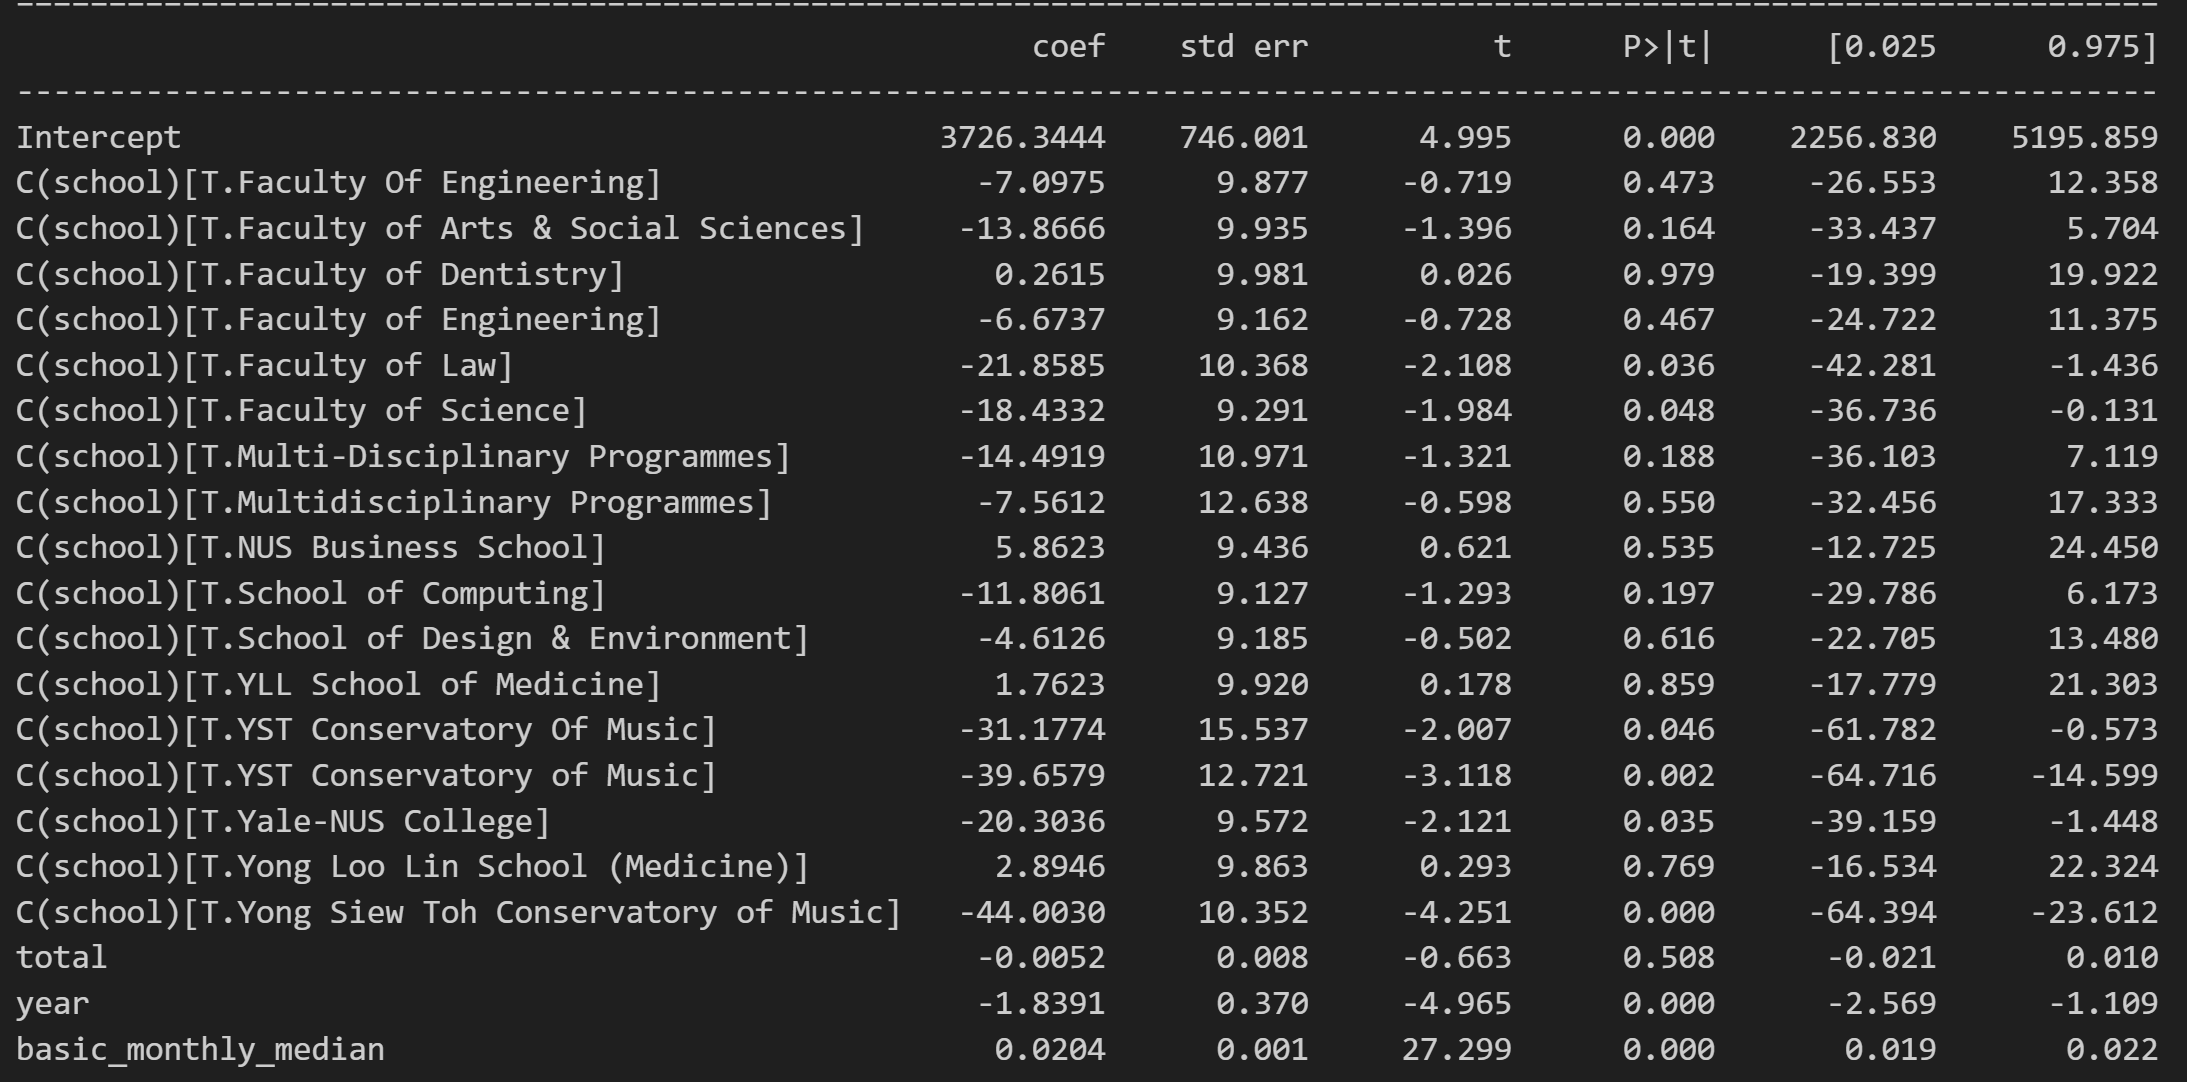 ==============================================================================================================
coef std err t P>|t| [0.025 0.975]
--------------------------------------------------------------------------------------------------------------
Intercept 3726.3444 746.001 4.995 0.000 2256.830 5195.859
C(school)[T.Faculty Of Engineering] -7.0975 9.877 -0.719 0.473 -26.553 12.358
C(school)[T.Faculty of Arts & Social Sciences] -13.8666 9.935 -1.396 0.164 -33.437 5.704
C(school)[T.Faculty of Dentistry] 0.2615 9.981 0.026 0.979 -19.399 19.922
C(school)[T.Faculty of Engineering] -6.6737 9.162 -0.728 0.467 -24.722 11.375
C(school)[T.Faculty of Law] -21.8585 10.368 -2.108 0.036 -42.281 -1.436
C(school)[T.Faculty of Science] -18.4332 9.291 -1.984 0.048 -36.736 -0.131
C(school)[T.Multi-Disciplinary Programmes] -14.4919 10.971 -1.321 0.188 -36.103 7.119
C(school)[T.Multidisciplinary Programmes] -7.5612 12.638 -0.598 0.550 -32.456 17.333
C(school)[T.NUS Business School] 5.8623 9.436 0.621 0.535 -12.725 24.450
C(school)[T.School of Computing] -11.8061 9.127 -1.293 0.197 -29.786 6.173
C(school)[T.School of Design & Environment] -4.6126 9.185 -0.502 0.616 -22.705 13.480
C(school)[T.YLL School of Medicine] 1.7623 9.920 0.178 0.859 -17.779 21.303
C(school)[T.YST Conservatory Of Music] -31.1774 15.537 -2.007 0.046 -61.782 -0.573
C(school)[T.YST Conservatory of Music] -39.6579 12.721 -3.118 0.002 -64.716 -14.599
C(school)[T.Yale-NUS College] -20.3036 9.572 -2.121 0.035 -39.159 -1.448
C(school)[T.Yong Loo Lin School (Medicine)] 2.8946 9.863 0.293 0.769 -16.534 22.324
C(school)[T.Yong Siew Toh Conservatory of Music] -44.0030 10.352 -4.251 0.000 -64.394 -23.612
total -0.0052 0.008 -0.663 0.508 -0.021 0.010
year -1.8391 0.370 -4.965 0.000 -2.569 -1.109
basic_monthly_median 0.0204 0.001 27.299 0.000 0.019 0.022